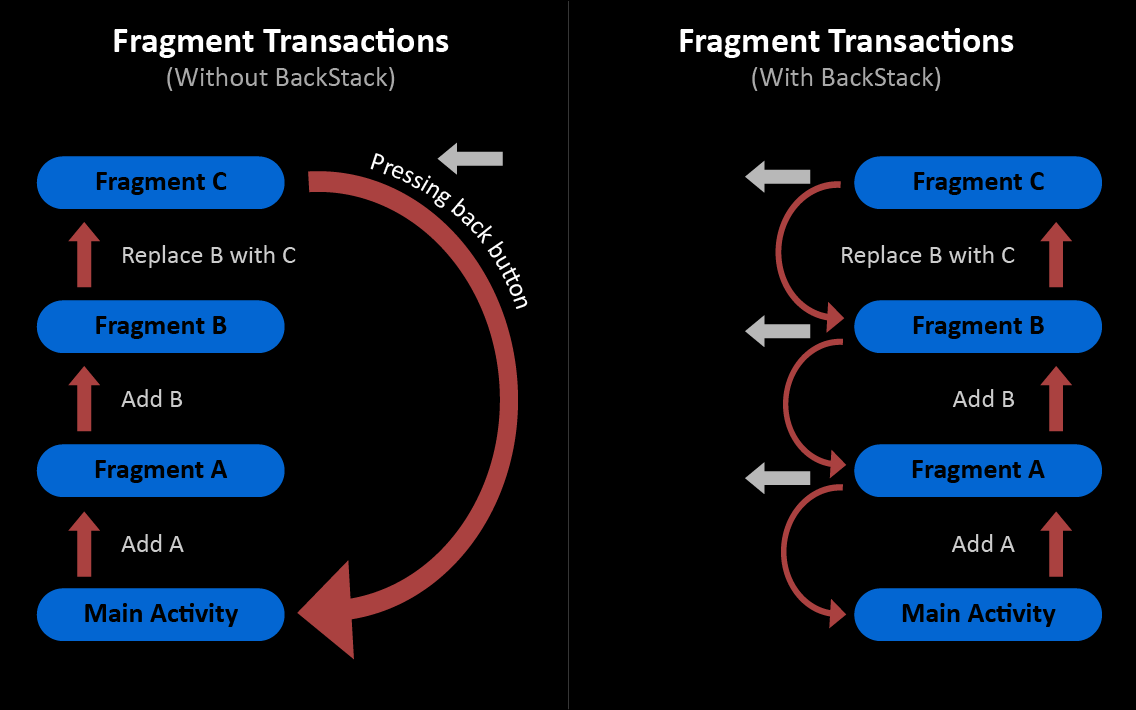 Fragment Transactions
(Without BackStack)
Pressing back button
Fragment C
Replace B with C
Fragment B
Add B
Fragment A
Add A
Main Activity
Fragment Transactions
(With BackStack)
Fragment C
Replace B with C
Fragment B
Add B
Fragment A
Add A
Main Activity